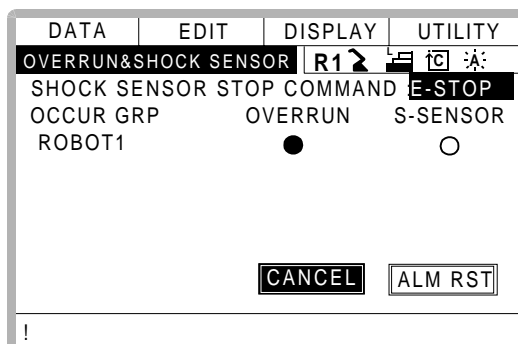 DATA EDIT DISPLAY UTILITY
OVERRUN&SHOCK SENSOR R1 L C A
SHOCK SENSOR STOP COMMAND E-STOP
OCCUR GRP OVERRUN S-SENSOR
ROBOT1
CANCEL ALM RST
!